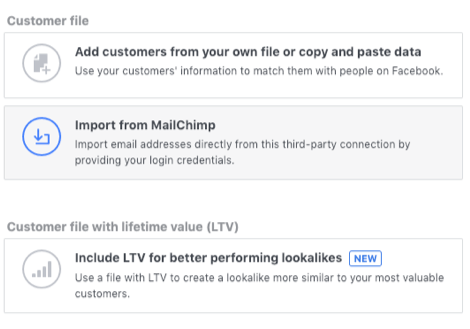 Customer file
Add customers from your own file or copy and paste data
Use your customers' information to match them with people on Facebook.
Import from MailChimp
Import email addresses directly from this third-party connection by
providing your login credentials.
Customer file with lifetime value (LTV)
Include LTV for better performing lookalikes NEW
Use a file with LTV to create a lookalike more similar to your most valuable
customers.